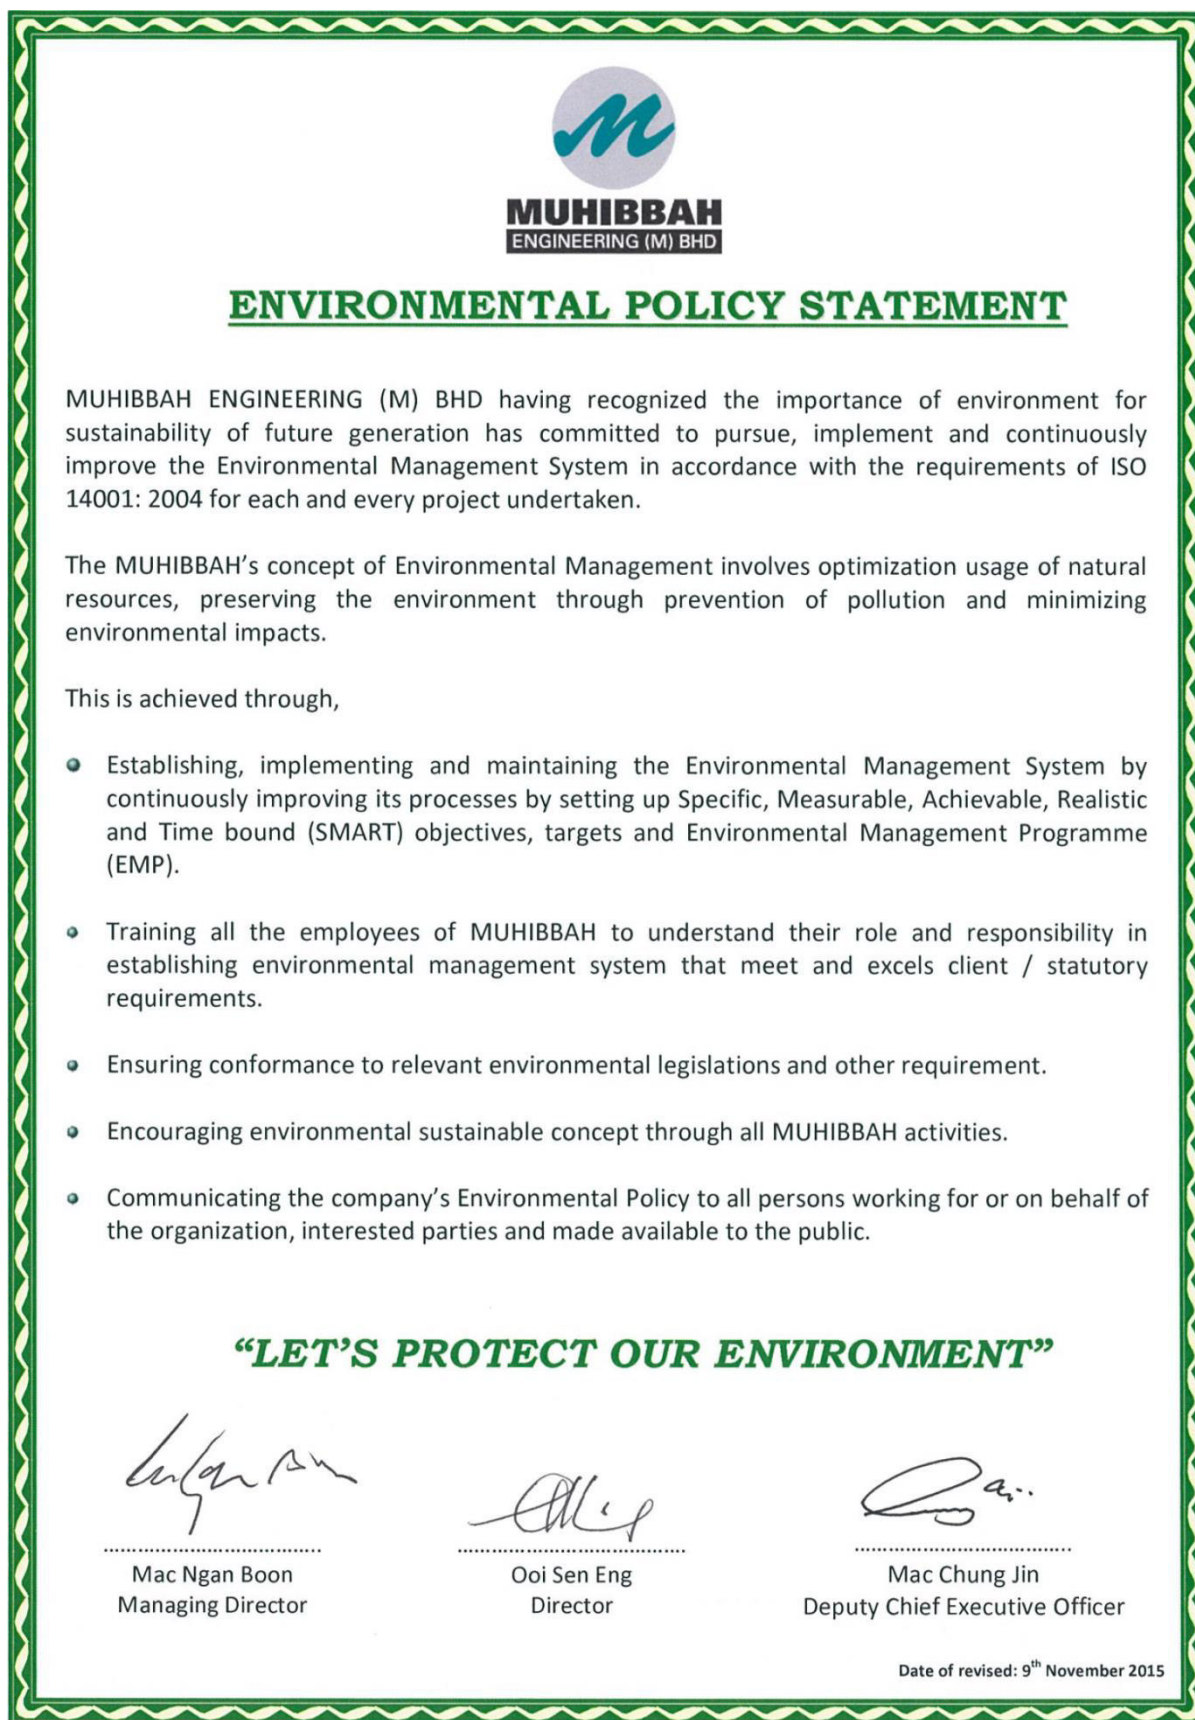 MUHIBBAH
ENGINEERING (M) BHD
ENVIRONMENTAL POLICY STATEMENT
MUHIBBAH ENGINEERING (M) BHD having recognized the importance of environment for
sustainability of future generation has committed to pursue, implement and continuously
improve the Environmental Management System in accordance with the requirements of ISO
14001: 2004 for each and every project undertaken.
The MUHIBBAH’s concept of Environmental Management involves optimization usage of natural
resources, preserving the environment through prevention of pollution and minimizing
environmental impacts.
This is achieved through,
Establishing, implementing and maintaining the Environmental Management System by
continuously improving its processes by setting up Specific, Measurable, Achievable, Realistic
and Time bound (SMART) objectives, targets and Environmental Management Programme
(EMP).
Training all the employees of MUHIBBAH to understand their role and responsibility in
establishing environmental management system that meet and excels client / statutory
requirements.
Ensuring conformance to relevant environmental legislations and other requirement.
Encouraging environmental sustainable concept through all MUHIBBAH activities.
Communicating the company’s Environmental Policy to all persons working for or on behalf of
the organization, interested parties and made available to the public.
“LET’S PROTECT OUR ENVIRONMENT”
Mac Ngan Boon
Managing Director
Ooi Sen Eng
Director
Mac Chung Jin
Deputy Chief Executive Officer
Date of revised: 9th November 2015